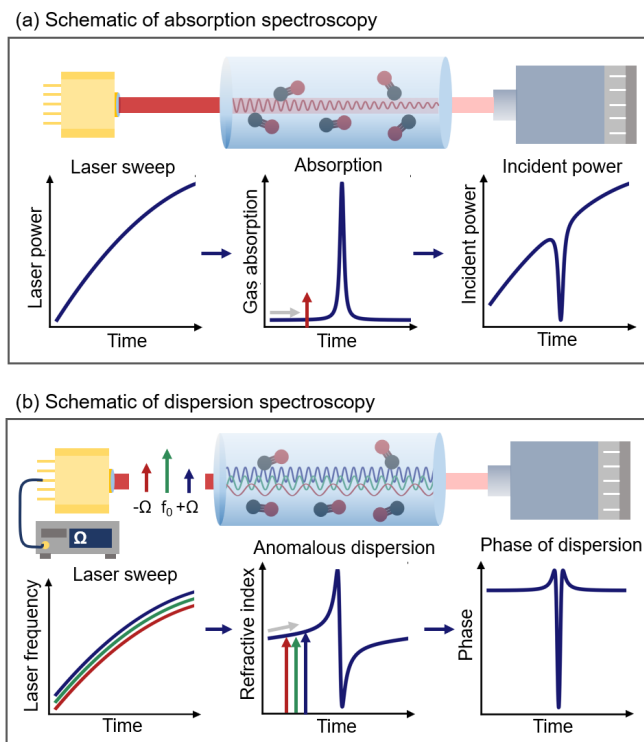 (a) Schematic of absorption spectroscopy
Laser sweep
Absorption
Incident power
Laser power
Gas absorption
Incident power
Time
Time
Time
(b) Schematic of dispersion spectroscopy
-Ω f₀ +Ω
Ω
Laser sweep
Anomalous dispersion
Phase of dispersion
Laser frequency
Refractive index
Phase
Time
Time
Time